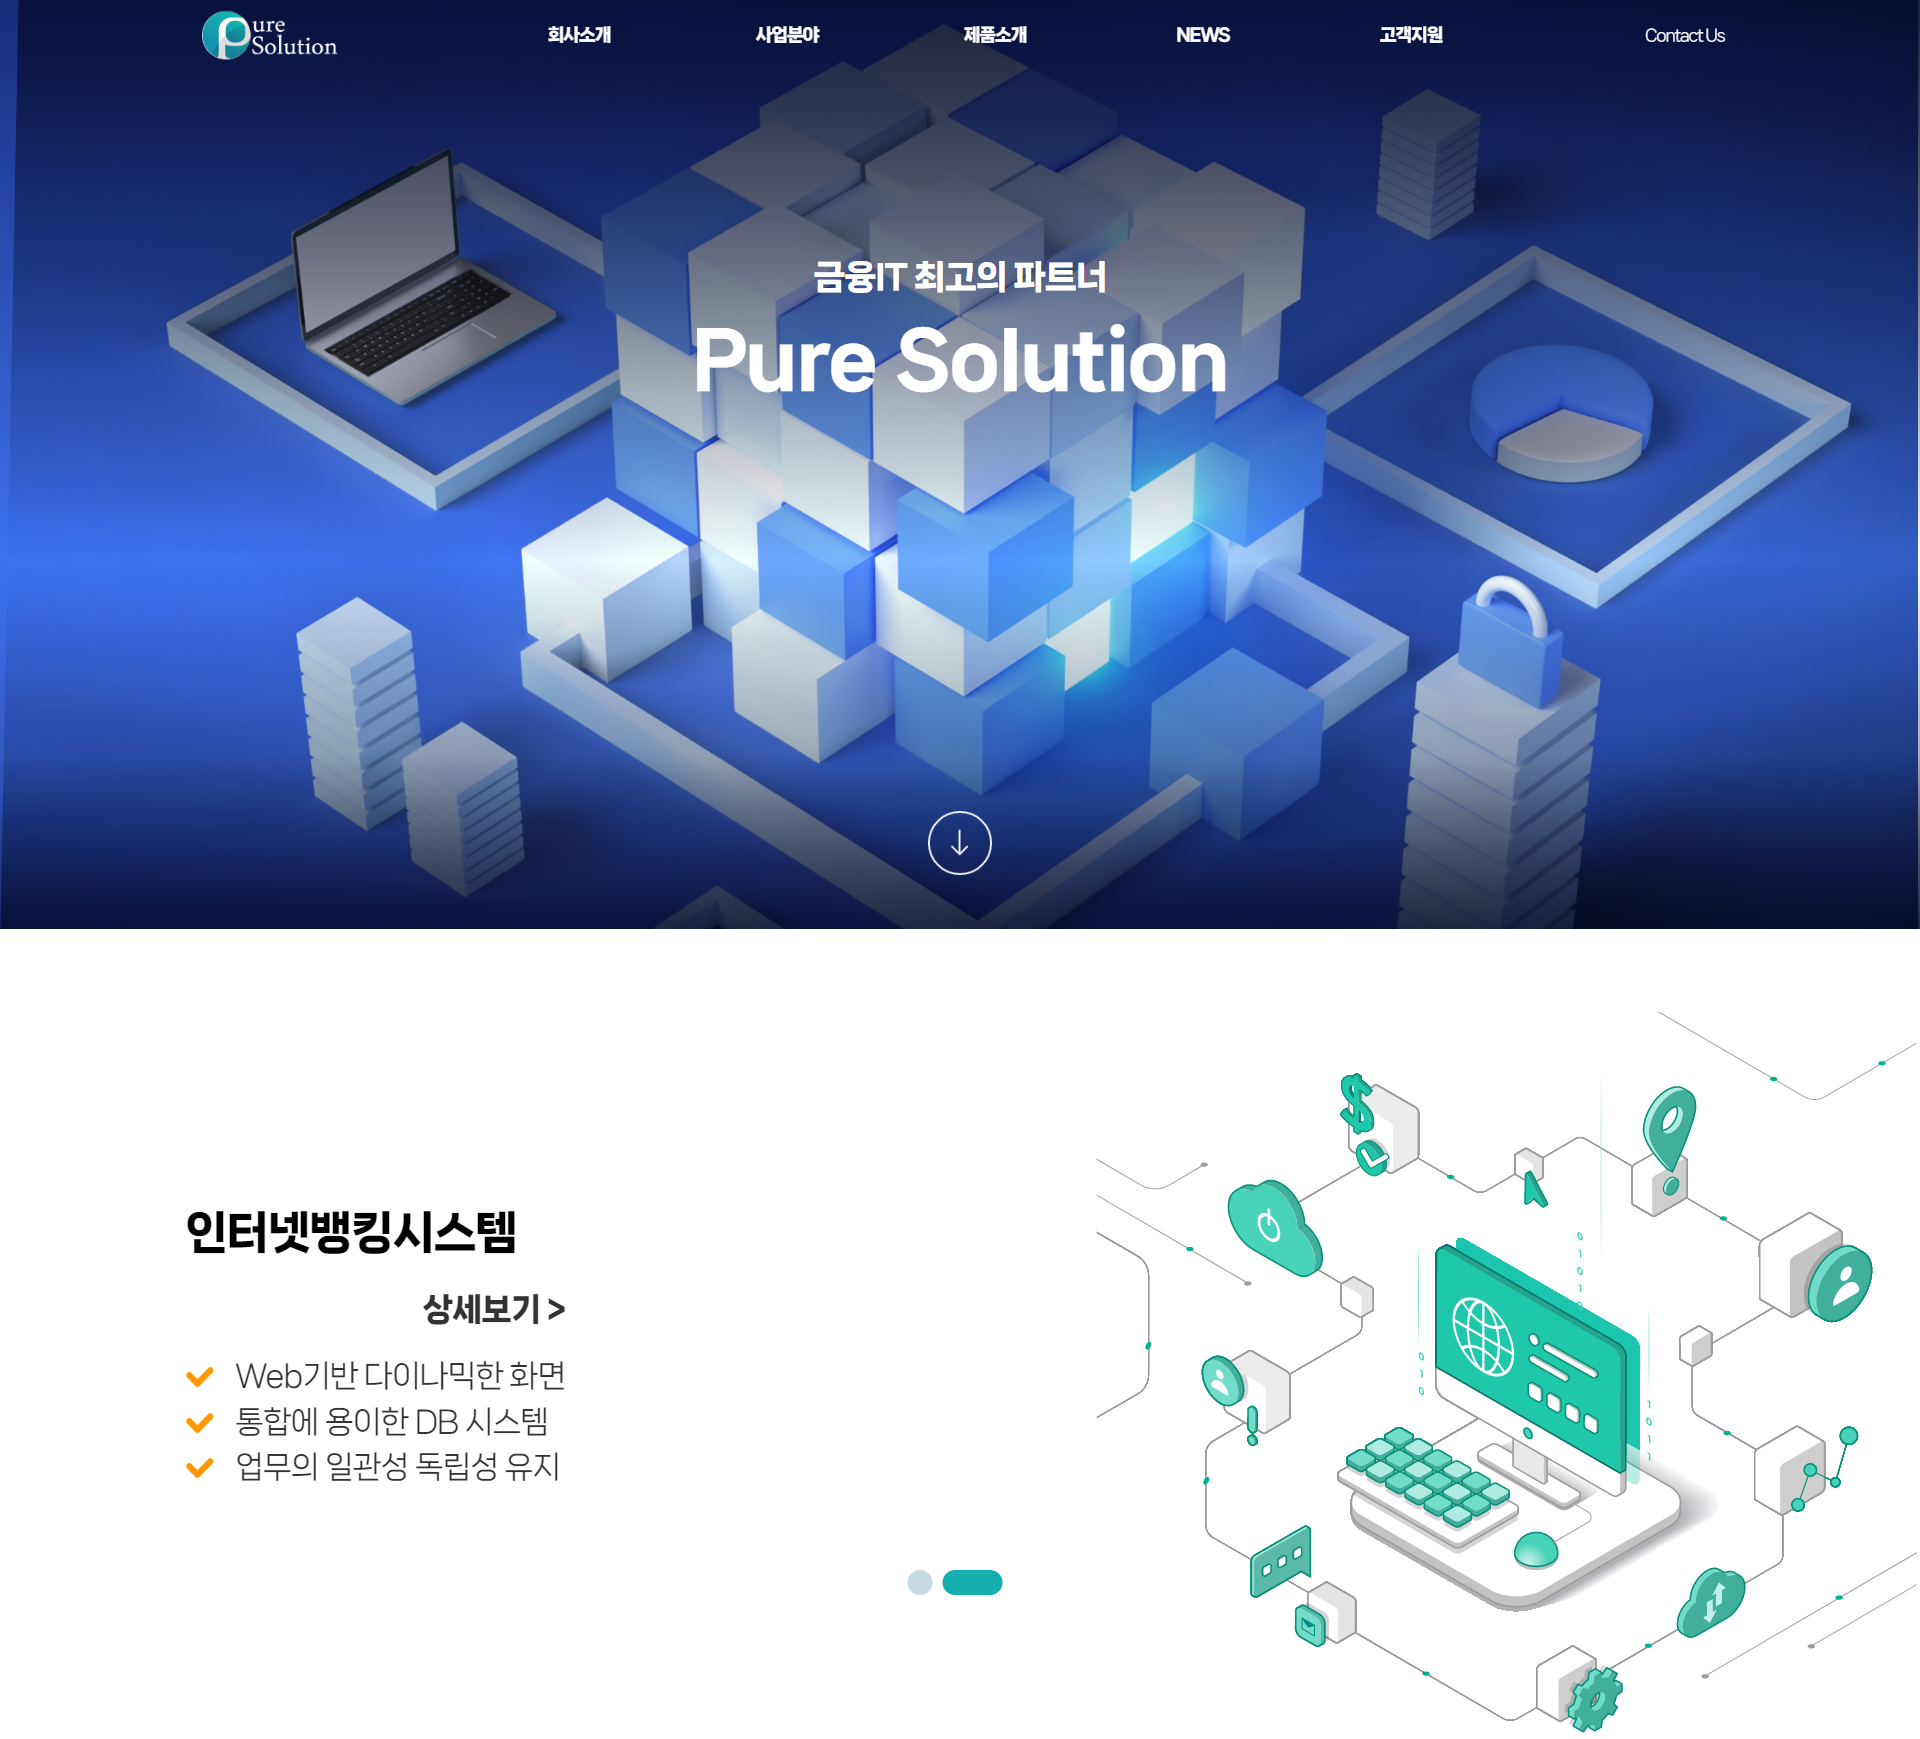 Pure Solution
회사소개
사업분야
제품소개
NEWS
고객지원
Contact Us
금융IT 최고의 파트너
Pure Solution
인터넷뱅킹시스템
상세보기 >
Web기반 다이나믹한 화면
통합에 용이한 DB 시스템
업무의 일관성 독립성 유지